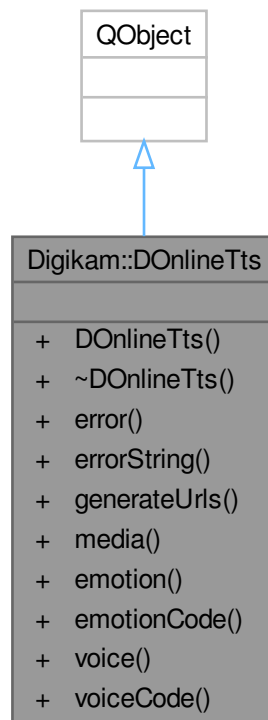 QObject
Digikam::DOnlineTts
+ DOnlineTts()
+ ~DOnlineTts()
+ error()
+ errorString()
+ generateUrls()
+ media()
+ emotion()
+ emotionCode()
+ voice()
+ voiceCode()